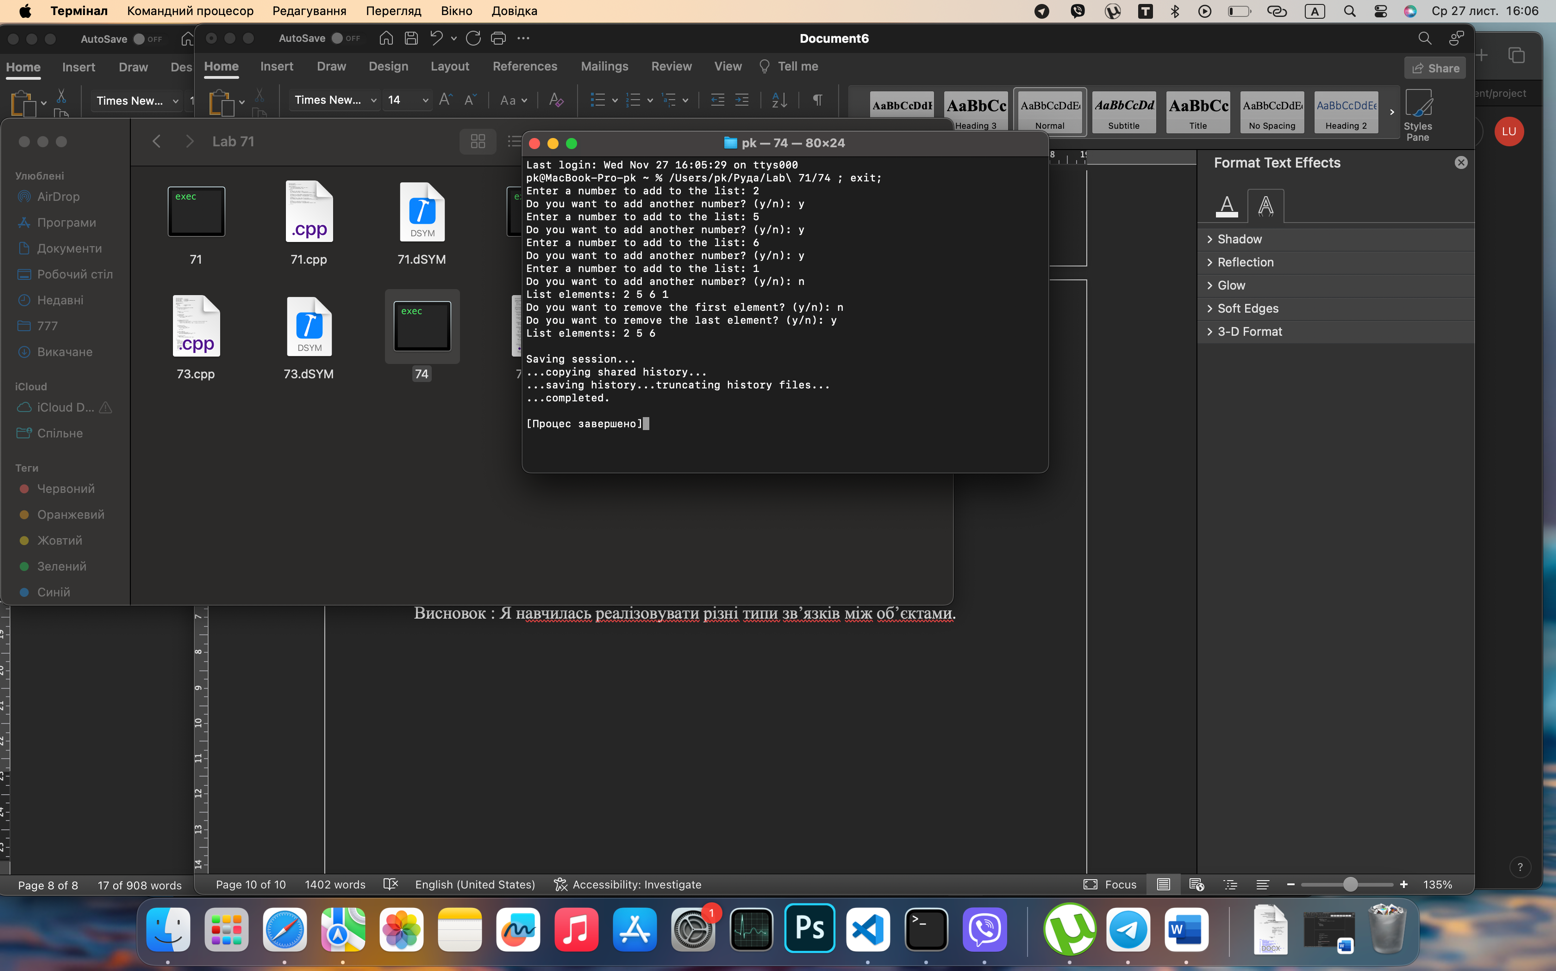 Термінал Командний процесор Редагування Перегляд Вікно Довідка
A Ср 27 лист. 16:06
AutoSave OFF
AutoSave OFF
Document6
Home Insert Draw Des
Home Insert Draw Design Layout References Mailings Review View Tell me
Share
Times New...
Times New... 14
Aa
AaBbCcDdE
AaBbCc
Heading 3
AaBbCcDdEe
Normal
AaBbCcDd
Subtitle
AaBbCc
Title
AaBbCcDdEe
No Spacing
AaBbCcDdEe
Heading 2
Styles
Pane
ent/project
LU
Lab 71
Улюблені
AirDrop
Програми
Документи
Робочий стіл
Недавні
777
Викачане
iCloud
iCloud D...
Спільне
Теги
Червоний
Оранжевий
Жовтий
Зелений
Синій
exec
71
.cpp
71.cpp
DSYM
71.dSYM
.cpp
73.cpp
DSYM
73.dSYM
exec
74
pk — 74 — 80×24
Last login: Wed Nov 27 16:05:29 on ttys000
pk@MacBook-Pro-pk ~ % /Users/pk/Руда/Lab\ 71/74 ; exit;
Enter a number to add to the list: 2
Do you want to add another number? (y/n): y
Enter a number to add to the list: 5
Do you want to add another number? (y/n): y
Enter a number to add to the list: 6
Do you want to add another number? (y/n): y
Enter a number to add to the list: 1
Do you want to add another number? (y/n): n
List elements: 2 5 6 1
Do you want to remove the first element? (y/n): n
Do you want to remove the last element? (y/n): y
List elements: 2 5 6
Saving session...
...copying shared history...
...saving history...truncating history files...
...completed.
[Процес завершено]
Format Text Effects
Shadow
Reflection
Glow
Soft Edges
3-D Format
Висновок : Я навчилась реалізовувати різні типи зв’язків між об’єктами.
Page 8 of 8 17 of 908 words
Page 10 of 10 1402 words English (United States) Accessibility: Investigate
Focus 135%
1
Ps
W
DOCX